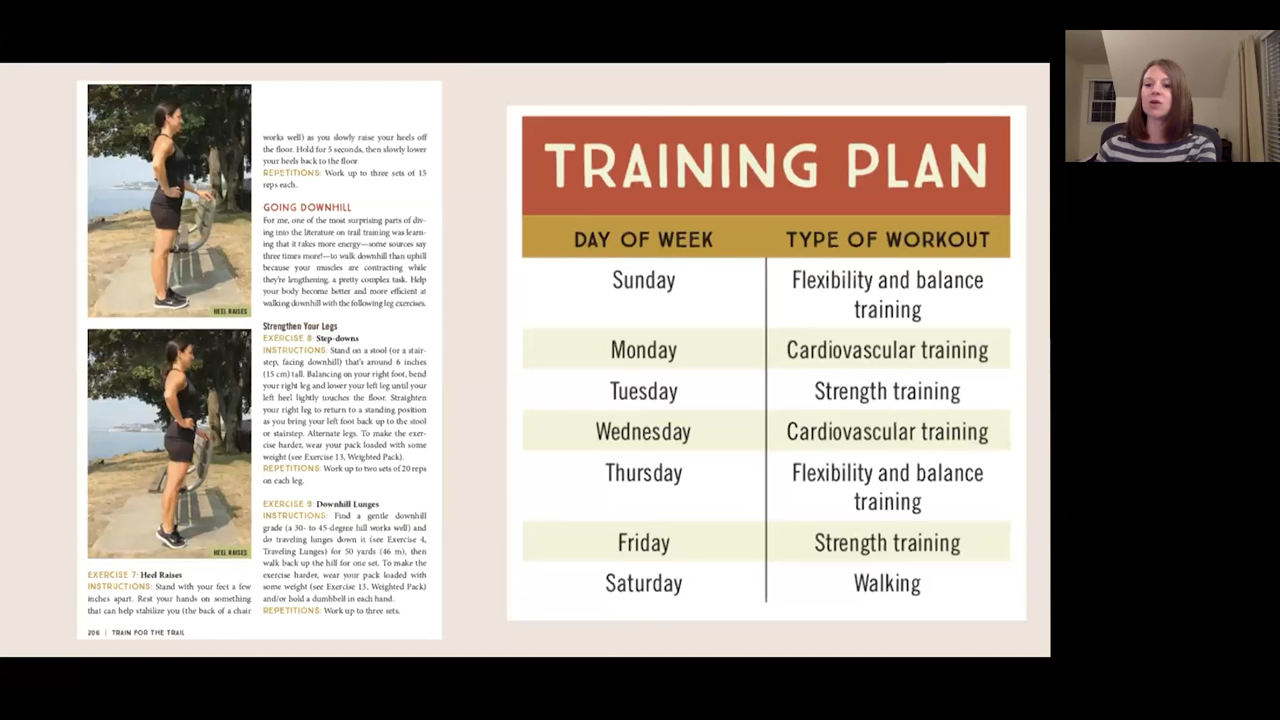 HEEL RAISES
HEEL RAISES
EXERCISE 7: Heel Raises
INSTRUCTIONS: Stand with your feet a few
inches apart. Rest your hands on something
that can help stabilize you (the back of a chair
works well) as you slowly raise your heels off
the floor. Hold for 5 seconds, then slowly lower
your heels back to the floor.
REPETITIONS: Work up to three sets of 15
reps each.
GOING DOWNHILL
For me, one of the most surprising parts of div-
ing into the literature on trail training was learn-
ing that it takes more energy—some sources say
three times more!—to walk downhill than uphill
because your muscles are contracting while
they're lengthening, a pretty complex task. Help
your body become better and more efficient at
walking downhill with the following leg exercises.
Strengthen Your Legs
EXERCISE 8: Step-downs
INSTRUCTIONS: Stand on a stool (or a stair-
step, facing downhill) that's around 6 inches
(15 cm) tall. Balancing on your right foot, bend
your right leg and lower your left leg until your
left heel lightly touches the floor. Straighten
your right leg to return to a standing position
as you bring your left foot back up to the stool
or stairstep. Alternate legs. To make the exer-
cise harder, wear your pack loaded with some
weight (see Exercise 13, Weighted Pack).
REPETITIONS: Work up to two sets of 20 reps
on each leg.
EXERCISE 9: Downhill Lunges
INSTRUCTIONS: Find a gentle downhill
grade (a 30- to 45-degree hill works well) and
do traveling lunges down it (see Exercise 4,
Traveling Lunges) for 50 yards (46 m), then
walk back up the hill for one set. To make the
exercise harder, wear your pack loaded with
some weight (see Exercise 13, Weighted Pack)
and/or hold a dumbbell in each hand.
REPETITIONS: Work up to three sets.
206 | TRAIN FOR THE TRAIL
TRAINING PLAN
DAY OF WEEK TYPE OF WORKOUT
Sunday Flexibility and balance
training
Monday Cardiovascular training
Tuesday Strength training
Wednesday Cardiovascular training
Thursday Flexibility and balance
training
Friday Strength training
Saturday Walking